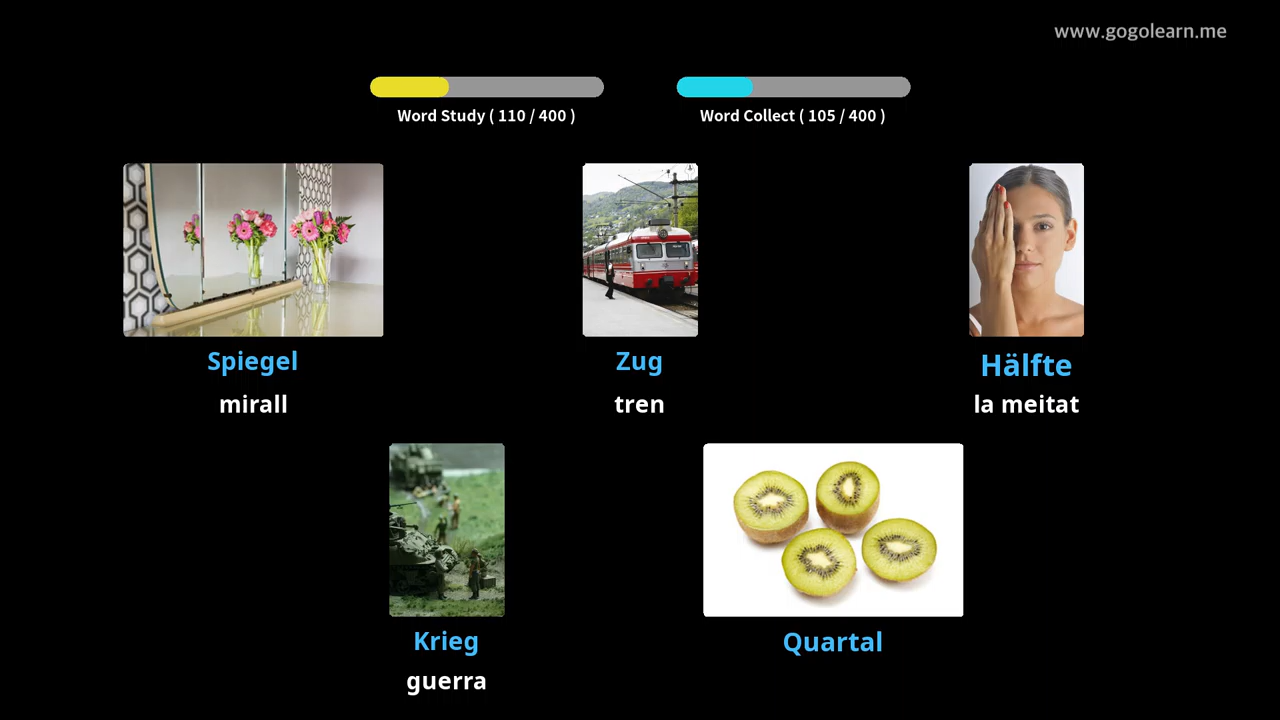 www.gogolearn.me
Word Study ( 110 / 400 )
Word Collect ( 105 / 400 )
Spiegel
mirall
Zug
tren
Hälfte
la meitat
Krieg
guerra
Quartal